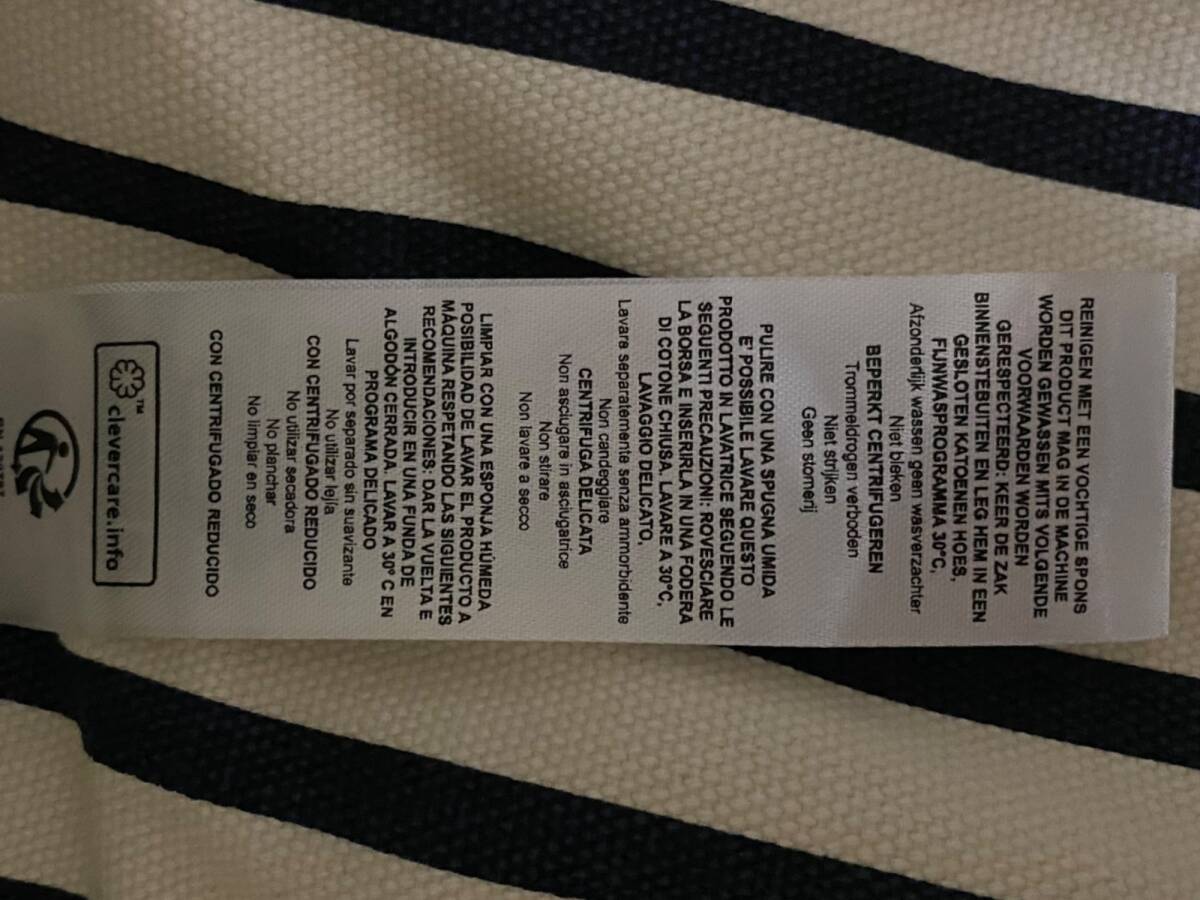 REINIGEN MET EEN VOCHTIGE SPONS
DIT PRODUCT MAG IN DE MACHINE
WORDEN GEWASSEN MITS VOLGENDE
VOORWAARDEN WORDEN
GERESPECTEERD: KEER DE ZAK
BINNENSTEBUITEN EN LEG HEM IN EEN
GESLOTEN KATOENEN HOES,
FIJNWASPROGRAMMA 30°C,
Afzonderlijk wassen geen wasverzachter
Niet bleken
BEPERKT CENTRIFUGEREN
Trommeldrogen verboden
Niet strijken
Geen stomerij
PULIRE CON UNA SPUGNA UMIDA
E' POSSIBILE LAVARE QUESTO
PRODOTTO IN LAVATRICE SEGUENDO LE
SEGUENTI PRECAUZIONI: ROVESCIARE
LA BORSA E INSERIRLA IN UNA FODERA
DI COTONE CHIUSA, LAVARE A 30°C,
LAVAGGIO DELICATO,
Lavare separatemente senza ammorbidente
Non candeggiare
CENTRIFUGA DELICATA
Non asciugare in asciugatrice
Non stirare
Non lavare a secco
LIMPIAR CON UNA ESPONJA HÚMEDA
POSIBILIDAD DE LAVAR EL PRODUCTO A
MÁQUINA RESPETANDO LAS SIGUIENTES
RECOMENDACIONES: DAR LA VUELTA E
INTRODUCIR EN UNA FUNDA DE
ALGODÓN CERRADA, LAVAR A 30° C EN
PROGRAMA DELICADO
Lavar por separado sin suavizante
No utilizar lejia
CON CENTRIFUGADO REDUCIDO
No utilizar secadora
No planchar
No limpiar en seco
CON CENTRIFUGADO REDUCIDO
™ clevercare.info